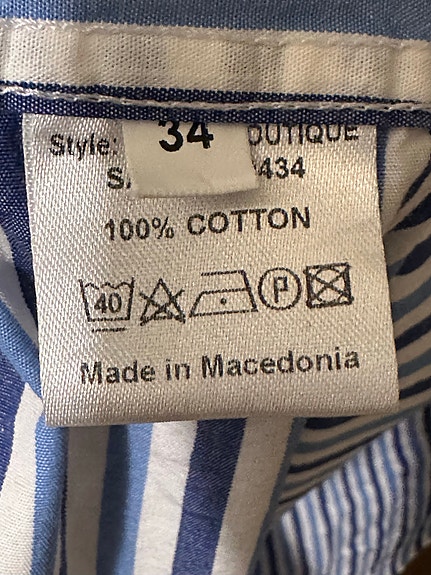 34
Style: OUTIQUE
S 434
100% COTTON
40 P
Made in Macedonia